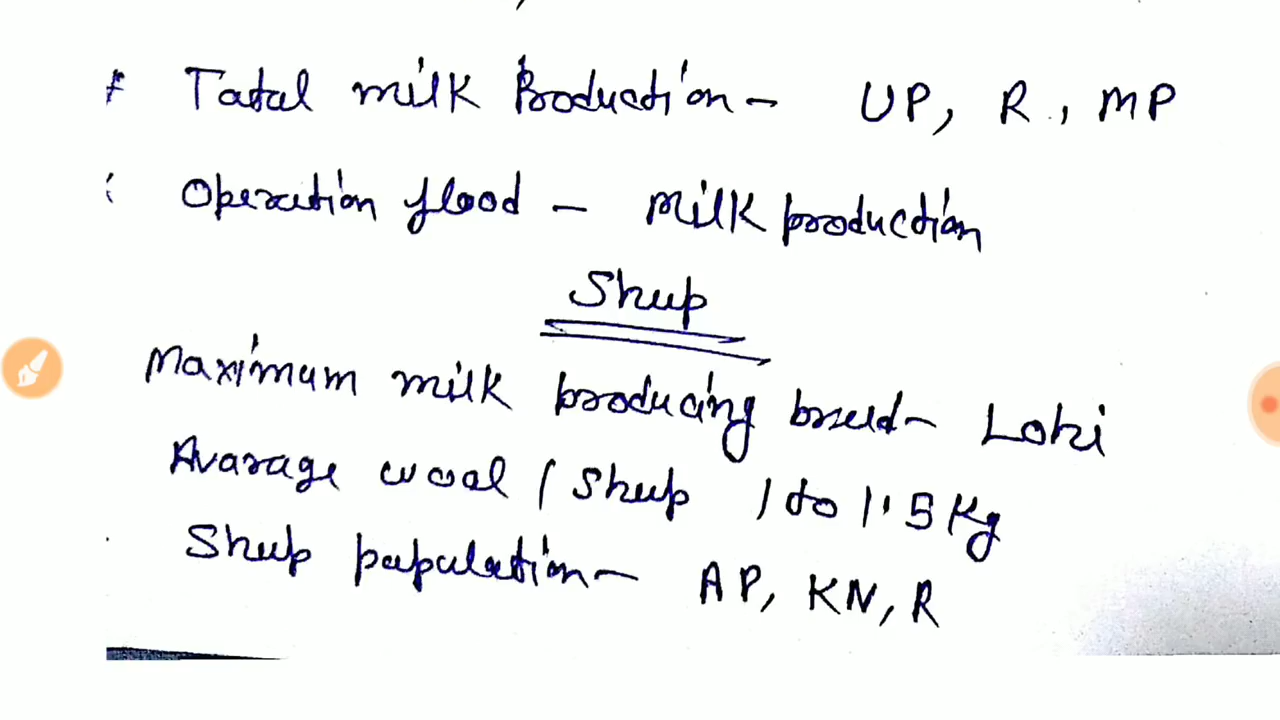 * Total milk Production - UP, R, MP
Operation flood - Milk production
Sheep
Maximum milk producing breed - Lohi
Avarage wool / Sheep 1 to 1.5 Kg
Sheep population - AP, KN, R